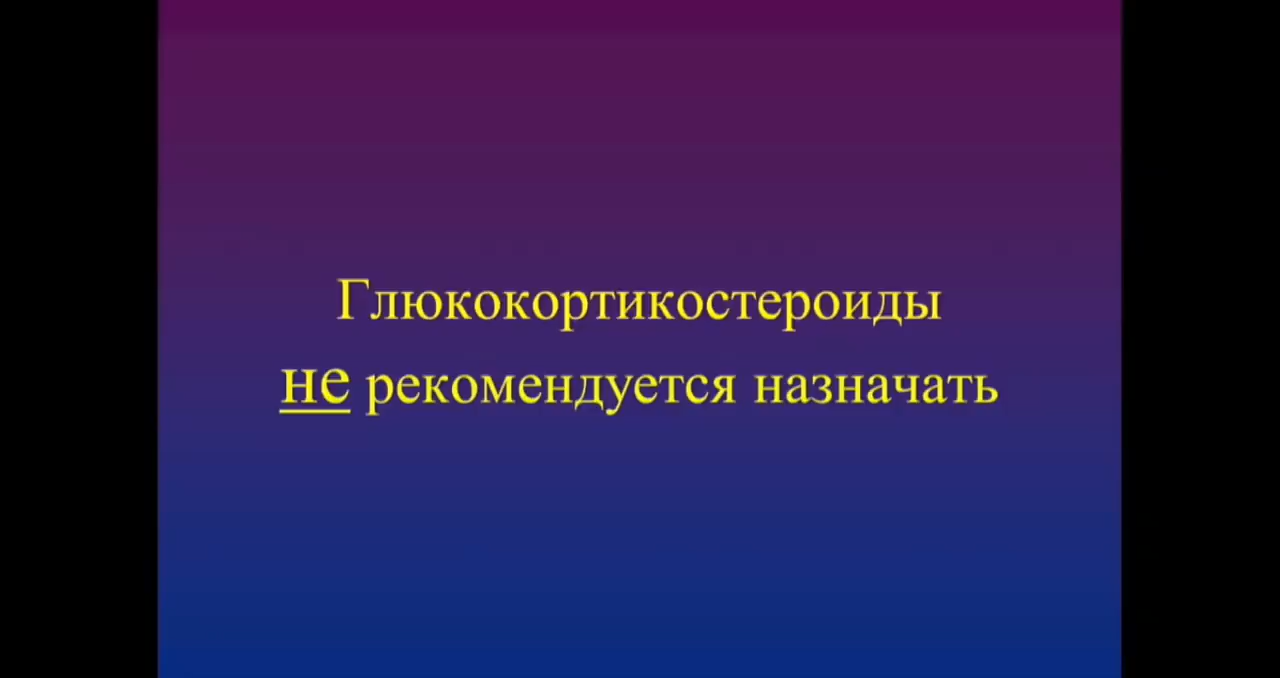 Глюкокортикостероиды
не рекомендуется назначать